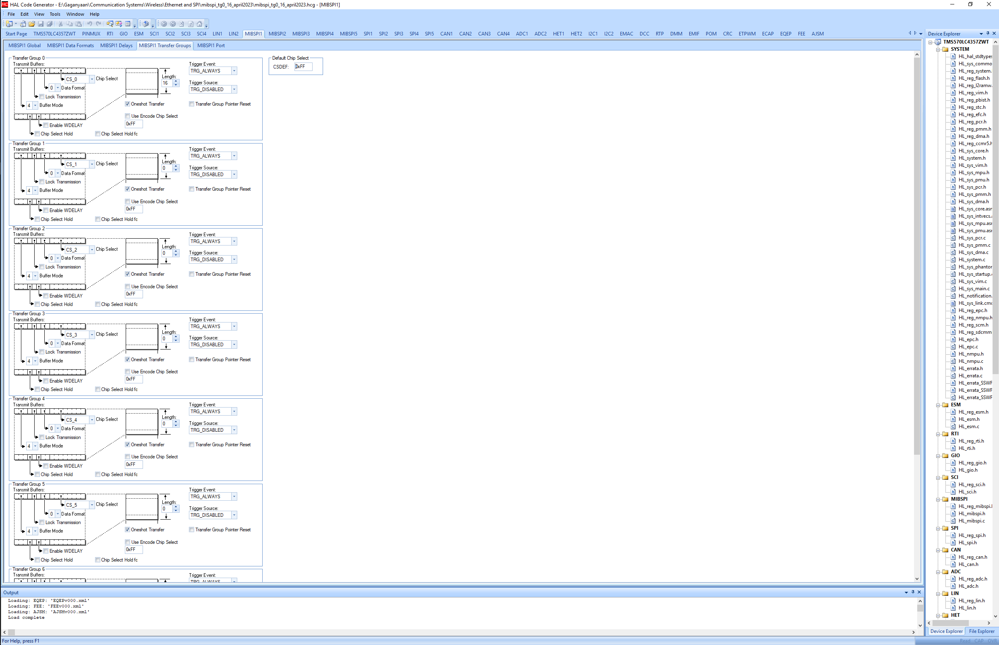 HAL Code Generator - E:\Gaganyaan\Communication Systems\Wireless\Ethernet and SPI\mibspi_tg0_16_april2023\mibspi_tg0_16_april2023.hcg - [MIBSPI1]
File Edit View Tools Window Help
Start Page TMS570LC4357ZWT PINMUX RTI GIO ESM SCI1 SCI2 SCI3 SCI4 LIN1 LIN2 MIBSPI1 MIBSPI2 MIBSPI3 MIBSPI4 MIBSPI5 SPI1 SPI2 SPI3 SPI4 SPI5 CAN1 CAN2 CAN3 CAN4 ADC1 ADC2 HET1 HET2 I2C1 I2C2 EMAC DCC RTP DMM EMIF POM CRC ETPWM ECAP EQEP FEE AJSM
MIBSPI1 Global MIBSPI1 Data Formats MIBSPI1 Delays MIBSPI1 Transfer Groups MIBSPI1 Port
Transfer Group 0
Transmit Buffers:
CS_0 Chip Select
0 Data Format
Lock Transmission
4 Buffer Mode
Enable WDELAY
Chip Select Hold
Chip Select Hold fc
Length:
16
Oneshot Transfer
Use Encode Chip Select
0xFF
Trigger Event:
TRG_ALWAYS
Trigger Source:
TRG_DISABLED
Transfer Group Pointer Reset
Default Chip Select
CSDEF: 0xFF
Transfer Group 1
Transmit Buffers:
CS_1 Chip Select
0 Data Format
Lock Transmission
4 Buffer Mode
Enable WDELAY
Chip Select Hold
Chip Select Hold fc
Length:
0
Oneshot Transfer
Use Encode Chip Select
0xFF
Trigger Event:
TRG_ALWAYS
Trigger Source:
TRG_DISABLED
Transfer Group Pointer Reset
Transfer Group 2
Transmit Buffers:
CS_2 Chip Select
0 Data Format
Lock Transmission
4 Buffer Mode
Enable WDELAY
Chip Select Hold
Chip Select Hold fc
Length:
0
Oneshot Transfer
Use Encode Chip Select
0xFF
Trigger Event:
TRG_ALWAYS
Trigger Source:
TRG_DISABLED
Transfer Group Pointer Reset
Transfer Group 3
Transmit Buffers:
CS_3 Chip Select
0 Data Format
Lock Transmission
4 Buffer Mode
Enable WDELAY
Chip Select Hold
Chip Select Hold fc
Length:
0
Oneshot Transfer
Use Encode Chip Select
0xFF
Trigger Event:
TRG_ALWAYS
Trigger Source:
TRG_DISABLED
Transfer Group Pointer Reset
Transfer Group 4
Transmit Buffers:
CS_4 Chip Select
0 Data Format
Lock Transmission
4 Buffer Mode
Enable WDELAY
Chip Select Hold
Chip Select Hold fc
Length:
0
Oneshot Transfer
Use Encode Chip Select
0xFF
Trigger Event:
TRG_ALWAYS
Trigger Source:
TRG_DISABLED
Transfer Group Pointer Reset
Transfer Group 5
Transmit Buffers:
CS_5 Chip Select
0 Data Format
Lock Transmission
4 Buffer Mode
Enable WDELAY
Chip Select Hold
Chip Select Hold fc
Length:
0
Oneshot Transfer
Use Encode Chip Select
0xFF
Trigger Event:
TRG_ALWAYS
Trigger Source:
TRG_DISABLED
Transfer Group Pointer Reset
Transfer Group 6
Transmit Buffers:
Trigger Event:
TRG_ALWAYS
Output
Loading: EQEP: 'EQEPv000.xml'
Loading: FEE: 'FEEv000.xml'
Loading: AJSM: 'AJSMv000.xml'
Load complete
For Help, press F1
Device Explorer
TMS570LC4357ZWT
SYSTEM
HL_hal_stdtypes
HL_sys_commo
HL_reg_system.
HL_reg_flash.h
HL_reg_l2ramw.
HL_reg_vim.h
HL_reg_pbist.h
HL_reg_stc.h
HL_reg_efc.h
HL_reg_pcr.h
HL_reg_pmm.h
HL_reg_dma.h
HL_reg_ccmr5.h
HL_sys_core.h
HL_system.h
HL_sys_vim.h
HL_sys_mpu.h
HL_sys_pmu.h
HL_sys_pcr.h
HL_sys_pmm.h
HL_sys_dma.h
HL_sys_core.asm
HL_sys_intvecs.a
HL_sys_mpu.asm
HL_sys_pmu.asm
HL_sys_pcr.c
HL_sys_pmm.c
HL_sys_dma.c
HL_system.c
HL_sys_phantor
HL_sys_startup.
HL_sys_vim.c
HL_sys_main.c
HL_notification.
HL_sys_link.cmd
HL_reg_epc.h
HL_reg_nmpu.h
HL_reg_scm.h
HL_reg_sdcmm
HL_epc.h
HL_epc.c
HL_nmpu.h
HL_nmpu.c
HL_errata.h
HL_errata.c
HL_errata_SSWF
HL_errata_SSWF
HL_errata_SSWF
ESM
HL_reg_esm.h
HL_esm.h
HL_esm.c
RTI
HL_reg_rti.h
HL_rti.h
GIO
HL_reg_gio.h
HL_gio.h
SCI
HL_reg_sci.h
HL_sci.h
MIBSPI
HL_reg_mibspi.l
HL_mibspi.h
HL_mibspi.c
SPI
HL_reg_spi.h
HL_spi.h
CAN
HL_reg_can.h
HL_can.h
ADC
HL_reg_adc.h
HL_adc.h
LIN
HL_reg_lin.h
HL_lin.h
HET
Device Explorer File Explorer
Read CAP OVR